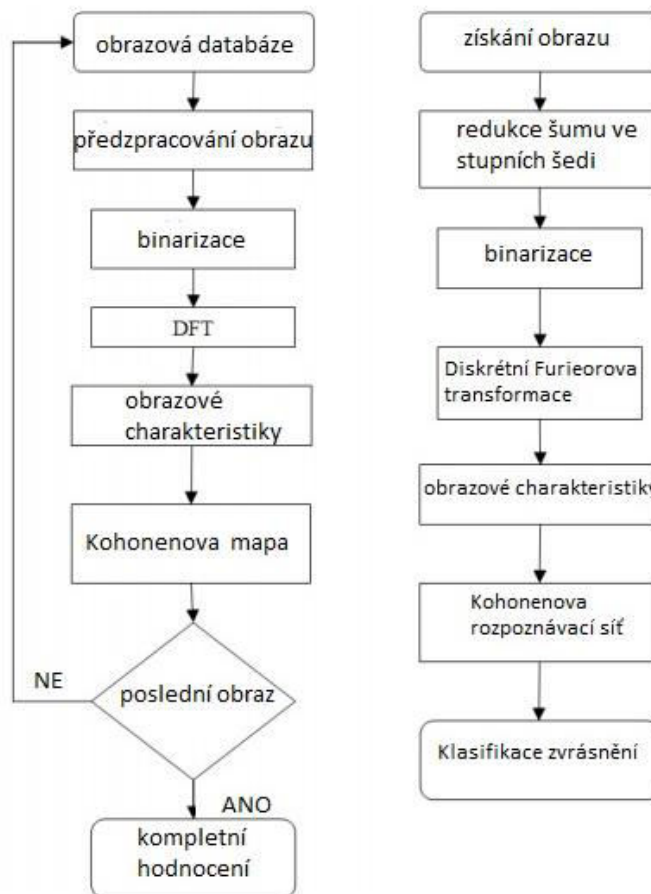 obrazová databáze
předzpracování obrazu
binarizace
DFT
obrazové
charakteristiky
Kohonenova mapa
poslední obraz
NE
ANO
kompletní
hodnocení
získání obrazu
redukce šumu ve
stupních šedi
binarizace
Diskrétní Furieorova
transformace
obrazové charakteristiky
Kohonenova
rozpoznávací síť
Klasifikace zvrásnění